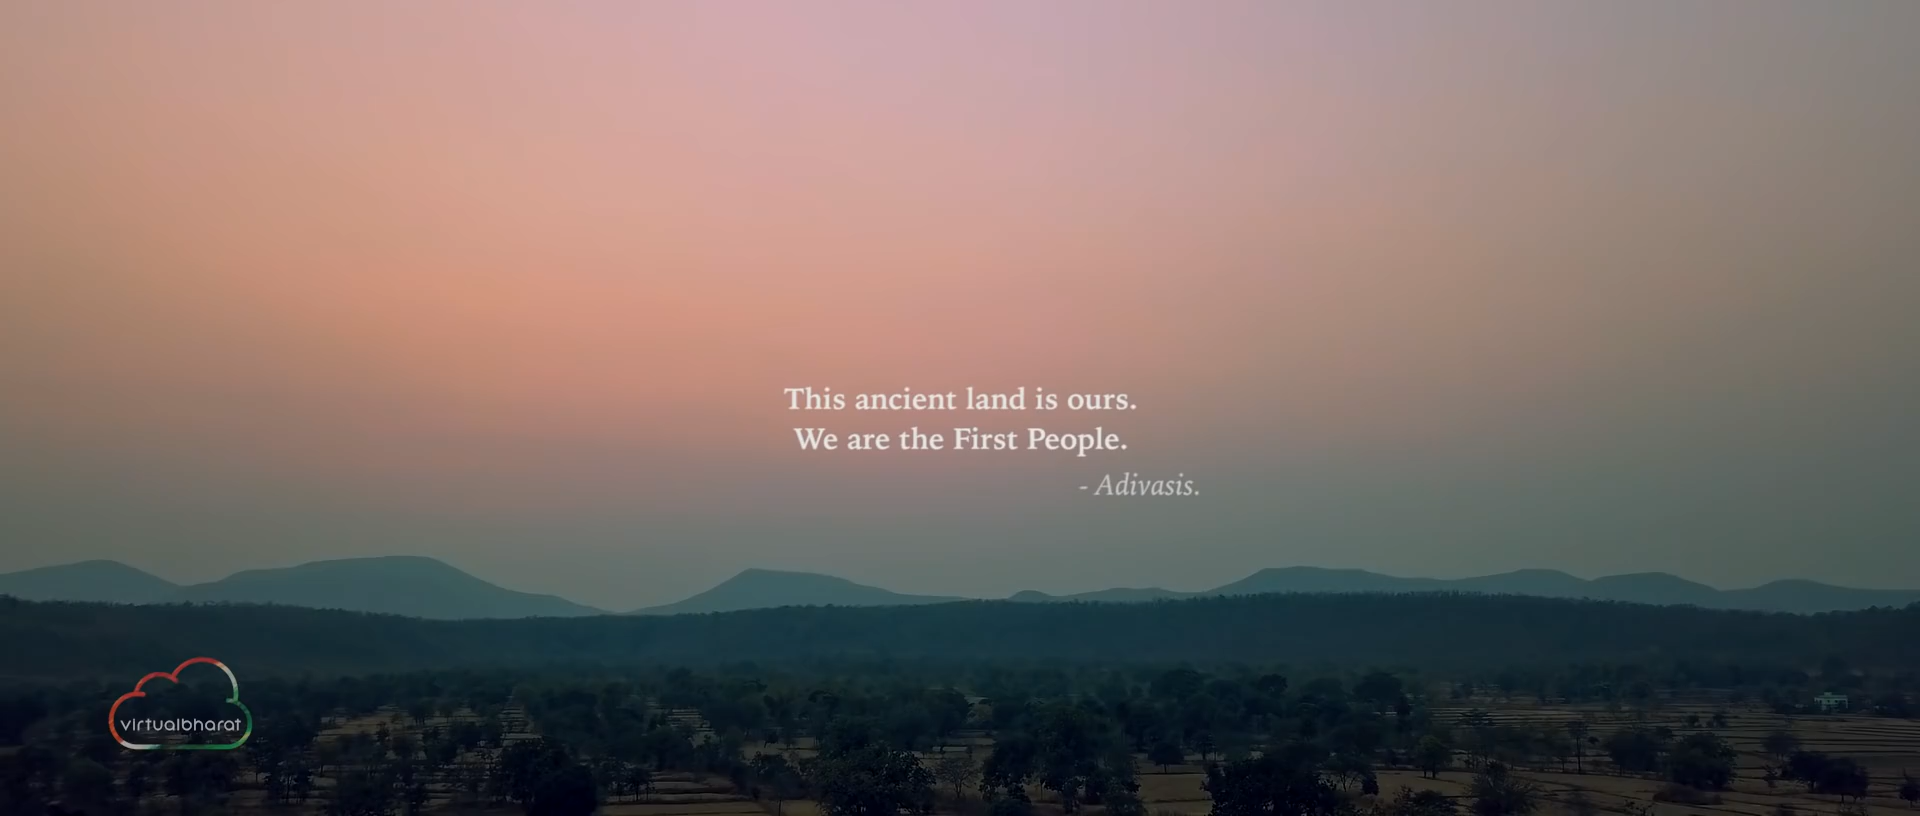 This ancient land is ours.
We are the First People.
- Adivasis.
virtualbharat